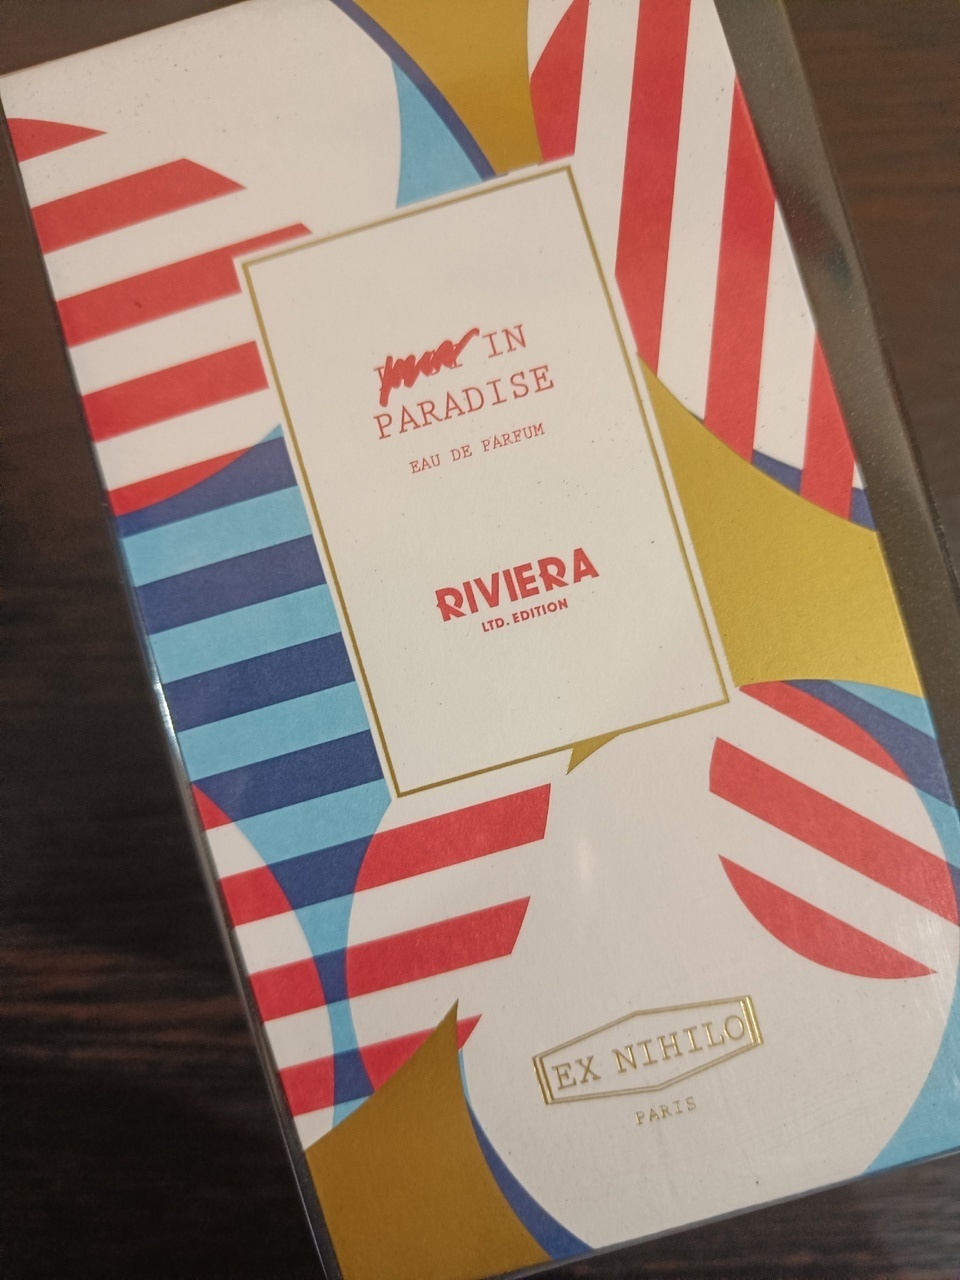 IN
PARADISE
EAU DE PARFUM
RIVIERA
LTD. EDITION
EX NIHILO
PARIS